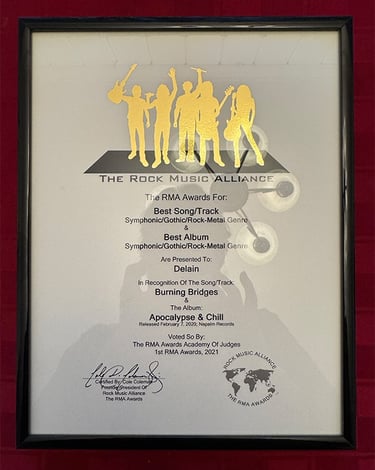 THE ROCK MUSIC ALLIANCE
The RMA Awards For:
Best Song/Track
Symphonic/Gothic/Rock-Metal Genre
&
Best Album
Symphonic/Gothic/Rock-Metal Genre
Are Presented To:
Delain
In Recognition Of The Song/Track:
Burning Bridges
&
The Album:
Apocalypse & Chill
Released February 7, 2020, Napalm Records
Voted So By:
The RMA Awards Academy Of Judges
1st RMA Awards, 2021
Certified By: Cole Coleman
President Of
Rock Music Alliance
The RMA Awards
ROCK MUSIC ALLIANCE
THE RMA AWARDS